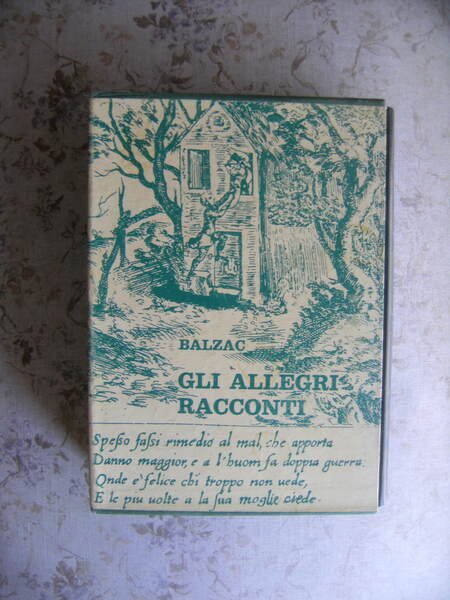 BALZAC
GLI ALLEGRI
RACCONTI
Speßo faßi rimedio al mal, che apporta
Danno maggior, e a l'huom fa doppia guerra:
Onde e' felice chi troppo non uede,
E le piu uolte a la sua moglie crede.